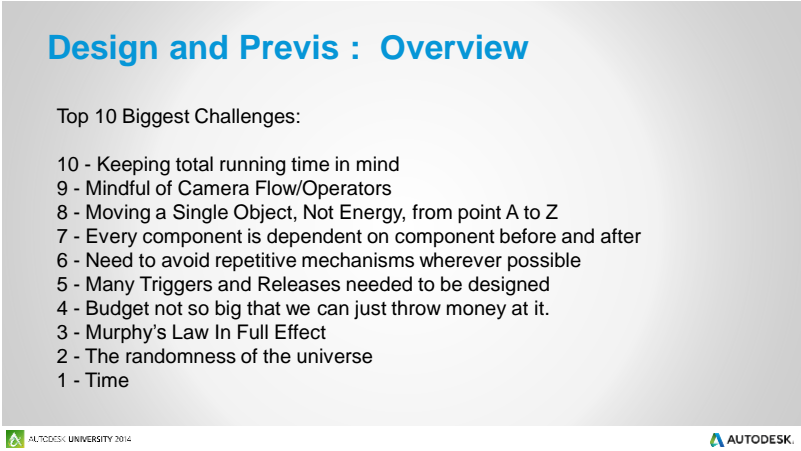 Design and Previs : Overview
Top 10 Biggest Challenges:
10 - Keeping total running time in mind
9 - Mindful of Camera Flow/Operators
8 - Moving a Single Object, Not Energy, from point A to Z
7 - Every component is dependent on component before and after
6 - Need to avoid repetitive mechanisms wherever possible
5 - Many Triggers and Releases needed to be designed
4 - Budget not so big that we can just throw money at it.
3 - Murphy’s Law In Full Effect
2 - The randomness of the universe
1 - Time
AUTODESK UNIVERSITY 2014
AUTODESK.